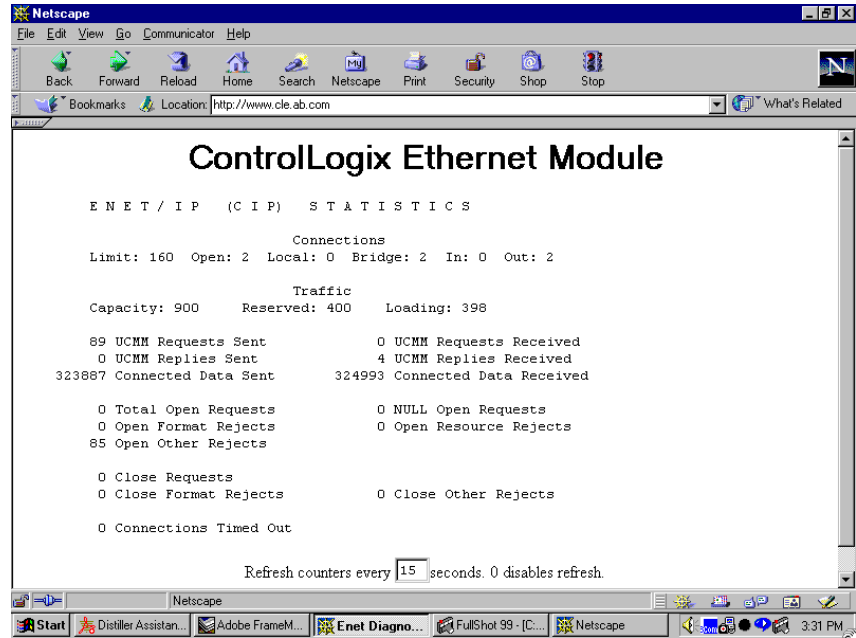 Netscape
File Edit View Go Communicator Help
Back Forward Reload Home Search Netscape Print Security Shop Stop
My
N
Bookmarks Location: http://www.cle.ab.com What's Related
ControlLogix Ethernet Module
E N E T / I P (C I P) S T A T I S T I C S
Connections
Limit: 160 Open: 2 Local: 0 Bridge: 2 In: 0 Out: 2
Traffic
Capacity: 900 Reserved: 400 Loading: 398
89 UCMM Requests Sent 0 UCMM Requests Received
0 UCMM Replies Sent 4 UCMM Replies Received
323887 Connected Data Sent 324993 Connected Data Received
0 Total Open Requests 0 NULL Open Requests
0 Open Format Rejects 0 Open Resource Rejects
85 Open Other Rejects
0 Close Requests
0 Close Format Rejects 0 Close Other Rejects
0 Connections Timed Out
Refresh counters every 15 seconds. 0 disables refresh.
Netscape
Start Distiller Assistan... Adobe FrameM... Enet Diagno... FullShot 99 - [C:... Netscape 3:31 PM